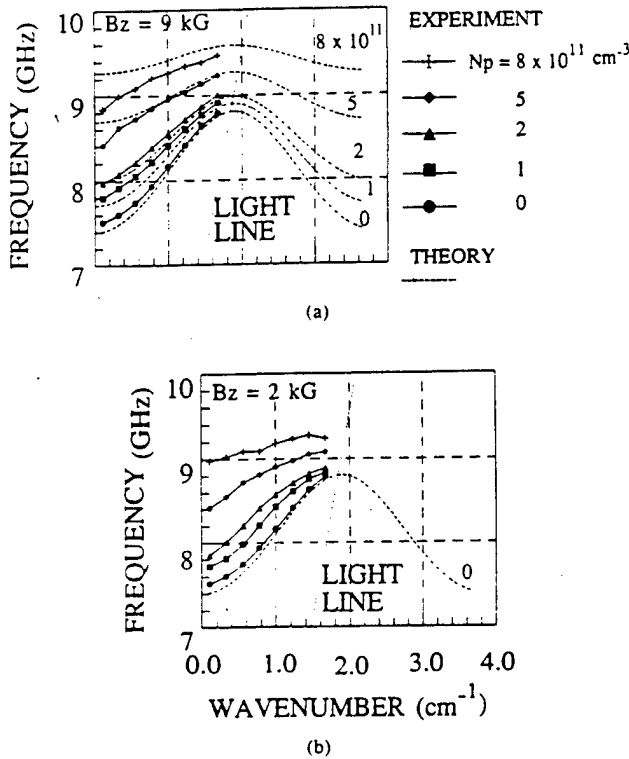 Bz = 9 kG
FREQUENCY (GHz)
10
9
8
7
8 x 10^11
5
2
1
0
LIGHT
LINE
EXPERIMENT
Np = 8 x 10^11 cm^-3
5
2
1
0
THEORY
(a)
Bz = 2 kG
FREQUENCY (GHz)
10
9
8
7
0
LIGHT
LINE
0.0 1.0 2.0 3.0 4.0
WAVENUMBER (cm^-1)
(b)